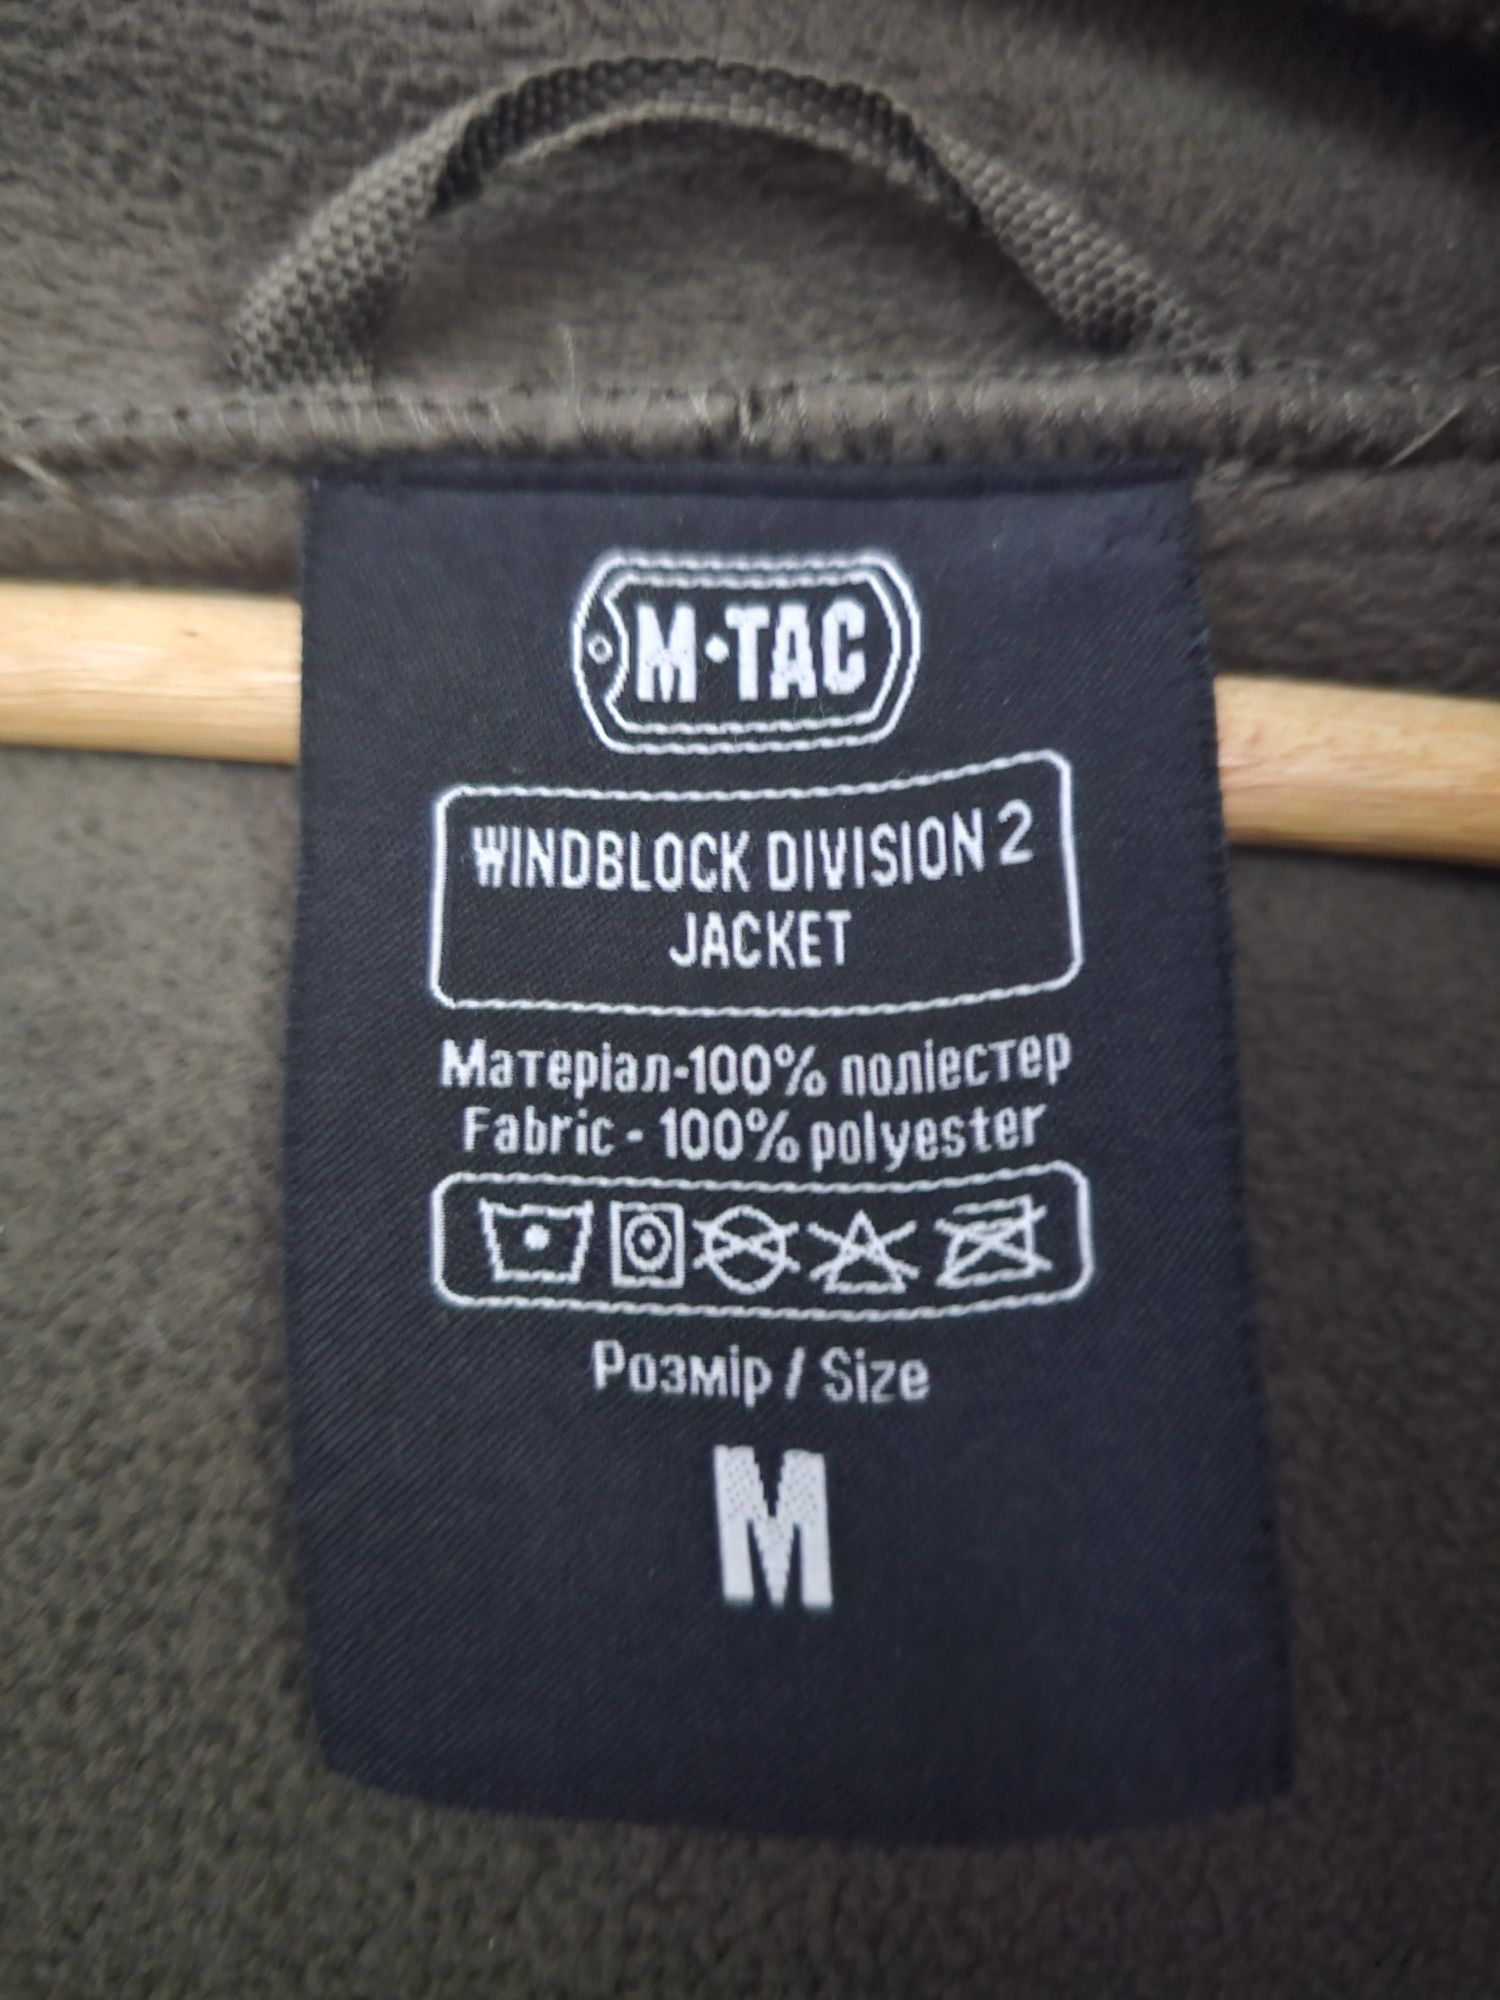 M·TAC
WINDBLOCK DIVISION 2
JACKET
Матеріал-100% поліестер
Fabric - 100% polyester
Розмір / Size
M